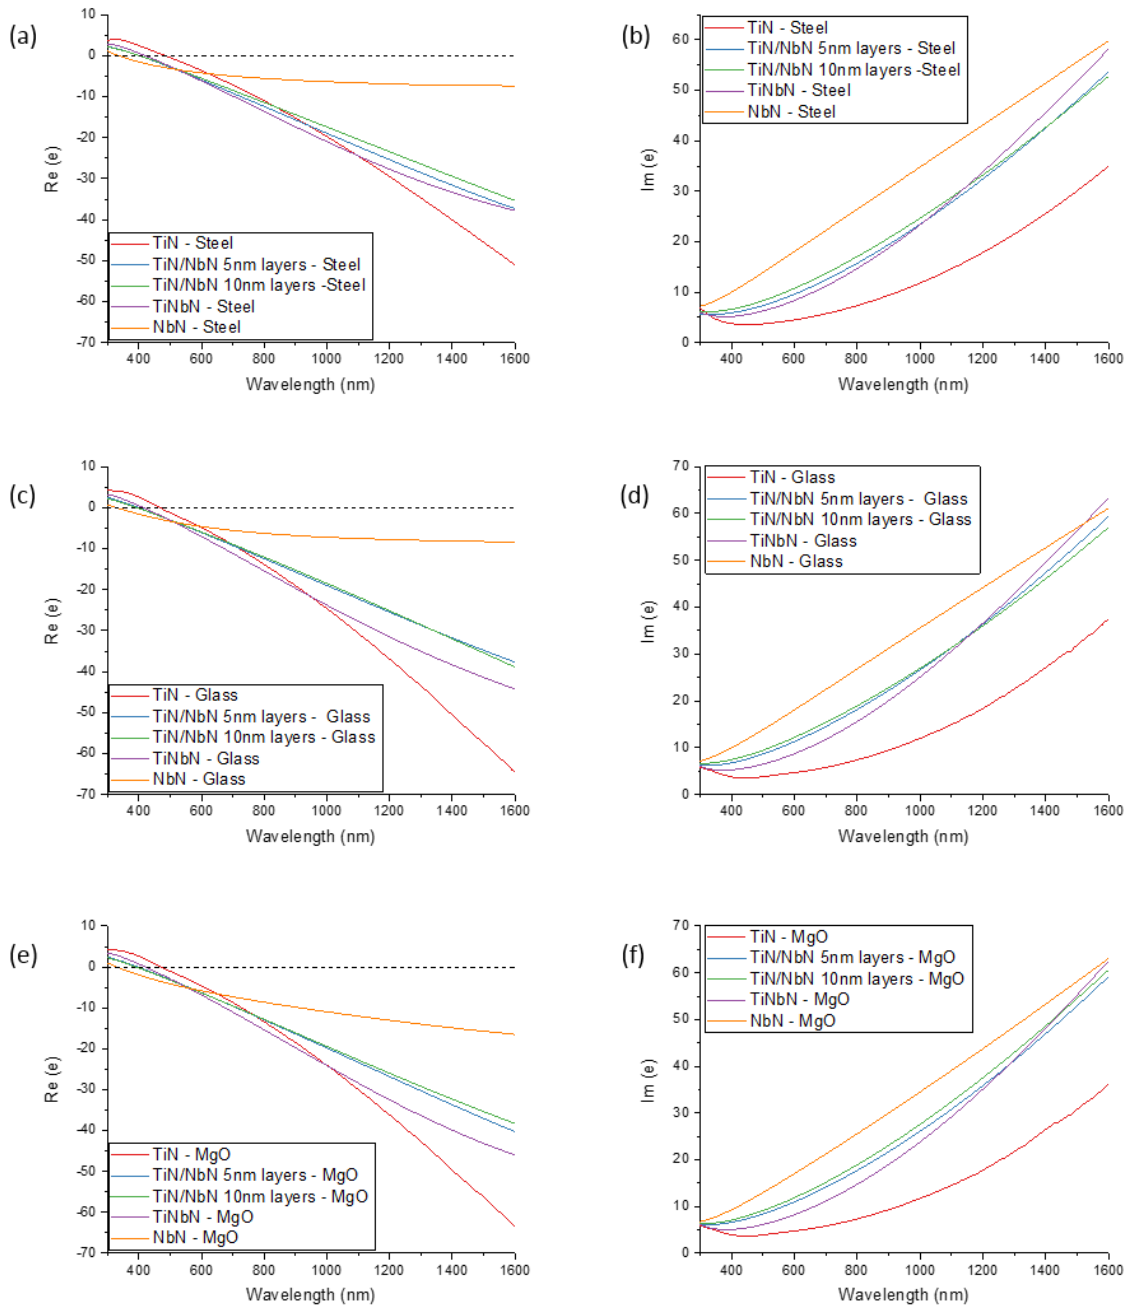 (a)
10
0
-10
-20
-30
-40
-50
-60
-70
Re (e)
TiN - Steel
TiN/NbN 5nm layers - Steel
TiN/NbN 10nm layers -Steel
TiNbN - Steel
NbN - Steel
400 600 800 1000 1200 1400 1600
Wavelength (nm)
(b)
60
50
40
30
20
10
0
Im (e)
TiN - Steel
TiN/NbN 5nm layers - Steel
TiN/NbN 10nm layers -Steel
TiNbN - Steel
NbN - Steel
400 600 800 1000 1200 1400 1600
Wavelength (nm)
(c)
10
0
-10
-20
-30
-40
-50
-60
-70
Re (e)
TiN - Glass
TiN/NbN 5nm layers - Glass
TiN/NbN 10nm layers - Glass
TiNbN - Glass
NbN - Glass
400 600 800 1000 1200 1400 1600
Wavelength (nm)
(d)
70
60
50
40
30
20
10
0
Im (e)
TiN - Glass
TiN/NbN 5nm layers - Glass
TiN/NbN 10nm layers - Glass
TiNbN - Glass
NbN - Glass
400 600 800 1000 1200 1400 1600
Wavelength (nm)
(e)
10
0
-10
-20
-30
-40
-50
-60
-70
Re (e)
TiN - MgO
TiN/NbN 5nm layers - MgO
TiN/NbN 10nm layers - MgO
TiNbN - MgO
NbN - MgO
400 600 800 1000 1200 1400 1600
Wavelength (nm)
(f)
70
60
50
40
30
20
10
0
Im (e)
TiN - MgO
TiN/NbN 5nm layers - MgO
TiN/NbN 10nm layers - MgO
TiNbN - MgO
NbN - MgO
400 600 800 1000 1200 1400 1600
Wavelength (nm)